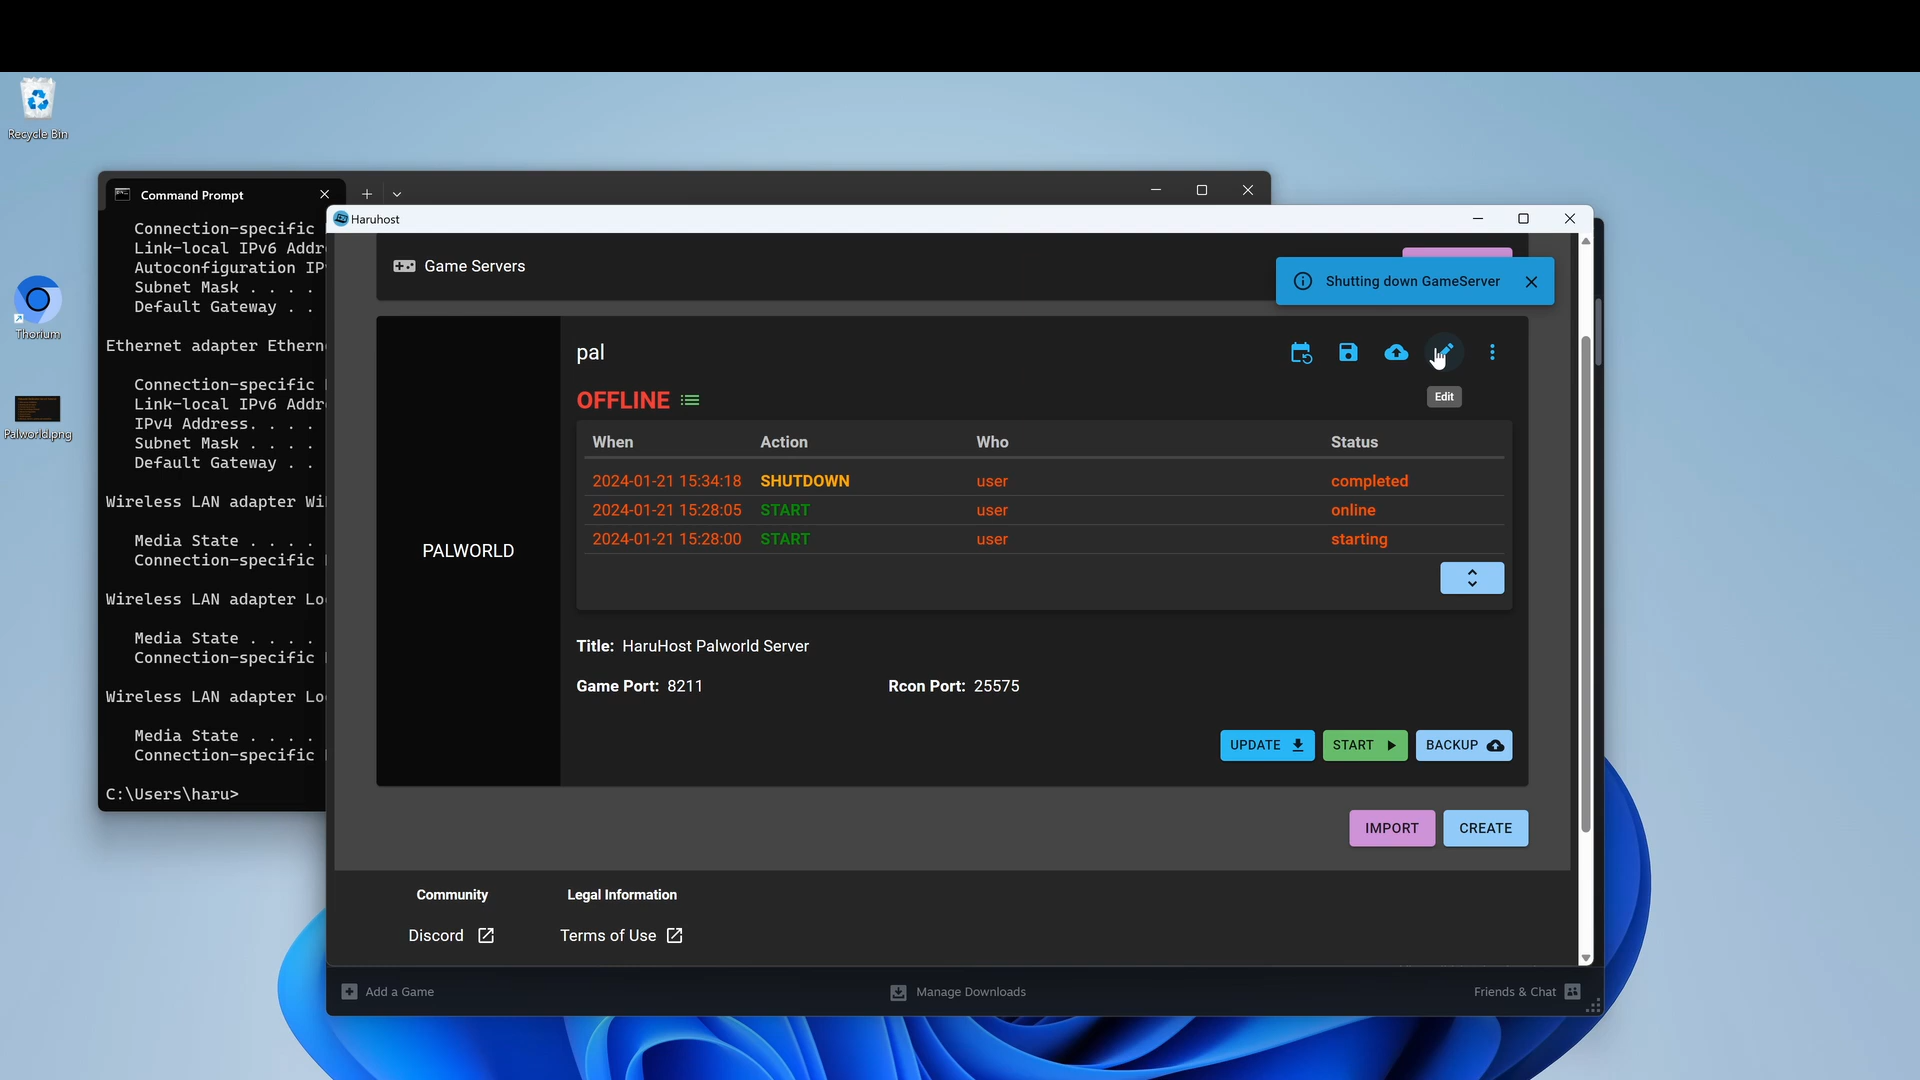 Recycle Bin
Thorium
Palworld.png
Command Prompt
Connection-specific
Link-local IPv6 Addr
Autoconfiguration IP
Subnet Mask . . . .
Default Gateway . .
Ethernet adapter Ethern
Connection-specific
Link-local IPv6 Addr
IPv4 Address. . . .
Subnet Mask . . . .
Default Gateway . .
Wireless LAN adapter Wi
Media State . . . .
Connection-specific
Wireless LAN adapter Lo
Media State . . . .
Connection-specific
Wireless LAN adapter Lo
Media State . . . .
Connection-specific
C:\Users\haru>
Haruhost
Game Servers
Shutting down GameServer
PALWORLD
pal
Edit
OFFLINE
When Action Who Status
2024-01-21 15:34:18 SHUTDOWN user completed
2024-01-21 15:28:05 START user online
2024-01-21 15:28:00 START user starting
Title: HaruHost Palworld Server
Game Port: 8211 Rcon Port: 25575
UPDATE START BACKUP
IMPORT CREATE
Community Legal Information
Discord Terms of Use
Add a Game Manage Downloads Friends & Chat